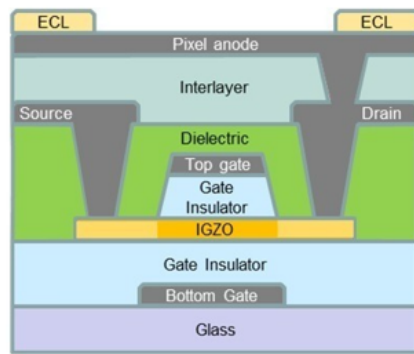 ECL
ECL
Pixel anode
Interlayer
Source
Drain
Dielectric
Top gate
Gate
Insulator
IGZO
Gate Insulator
Bottom Gate
Glass